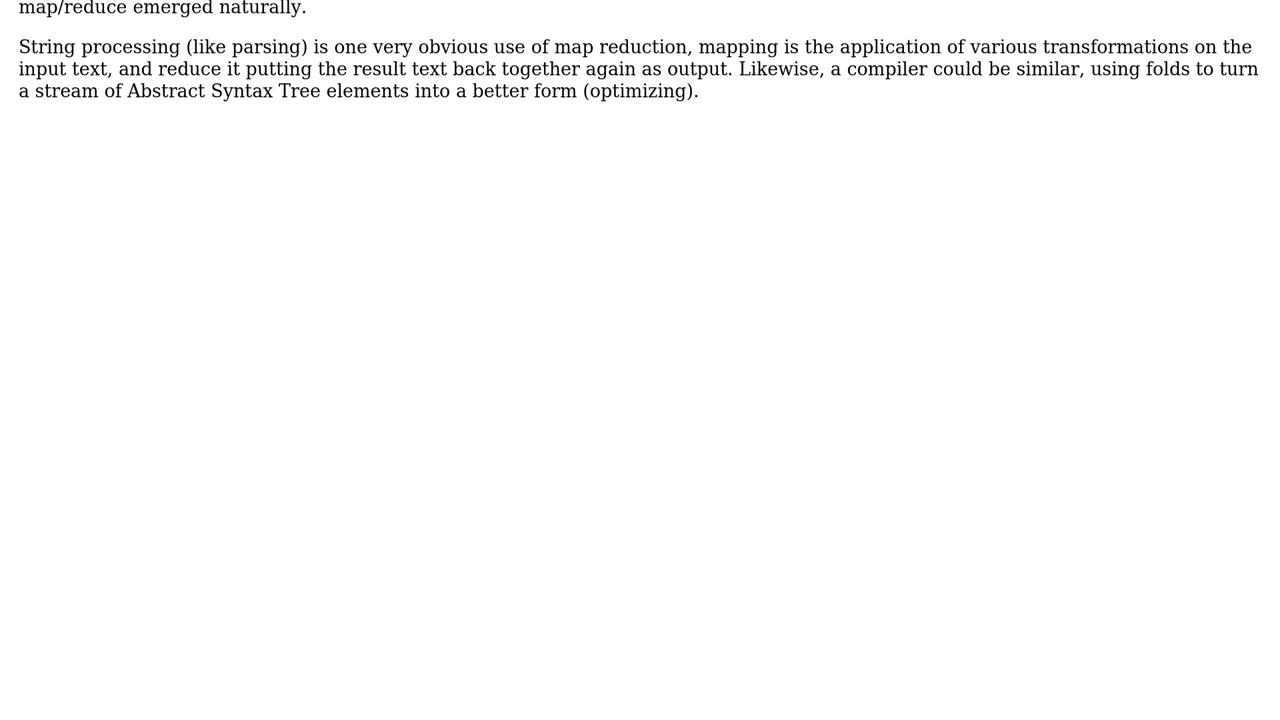 map/reduce emerged naturally.
String processing (like parsing) is one very obvious use of map reduction, mapping is the application of various transformations on the
input text, and reduce it putting the result text back together again as output. Likewise, a compiler could be similar, using folds to turn
a stream of Abstract Syntax Tree elements into a better form (optimizing).